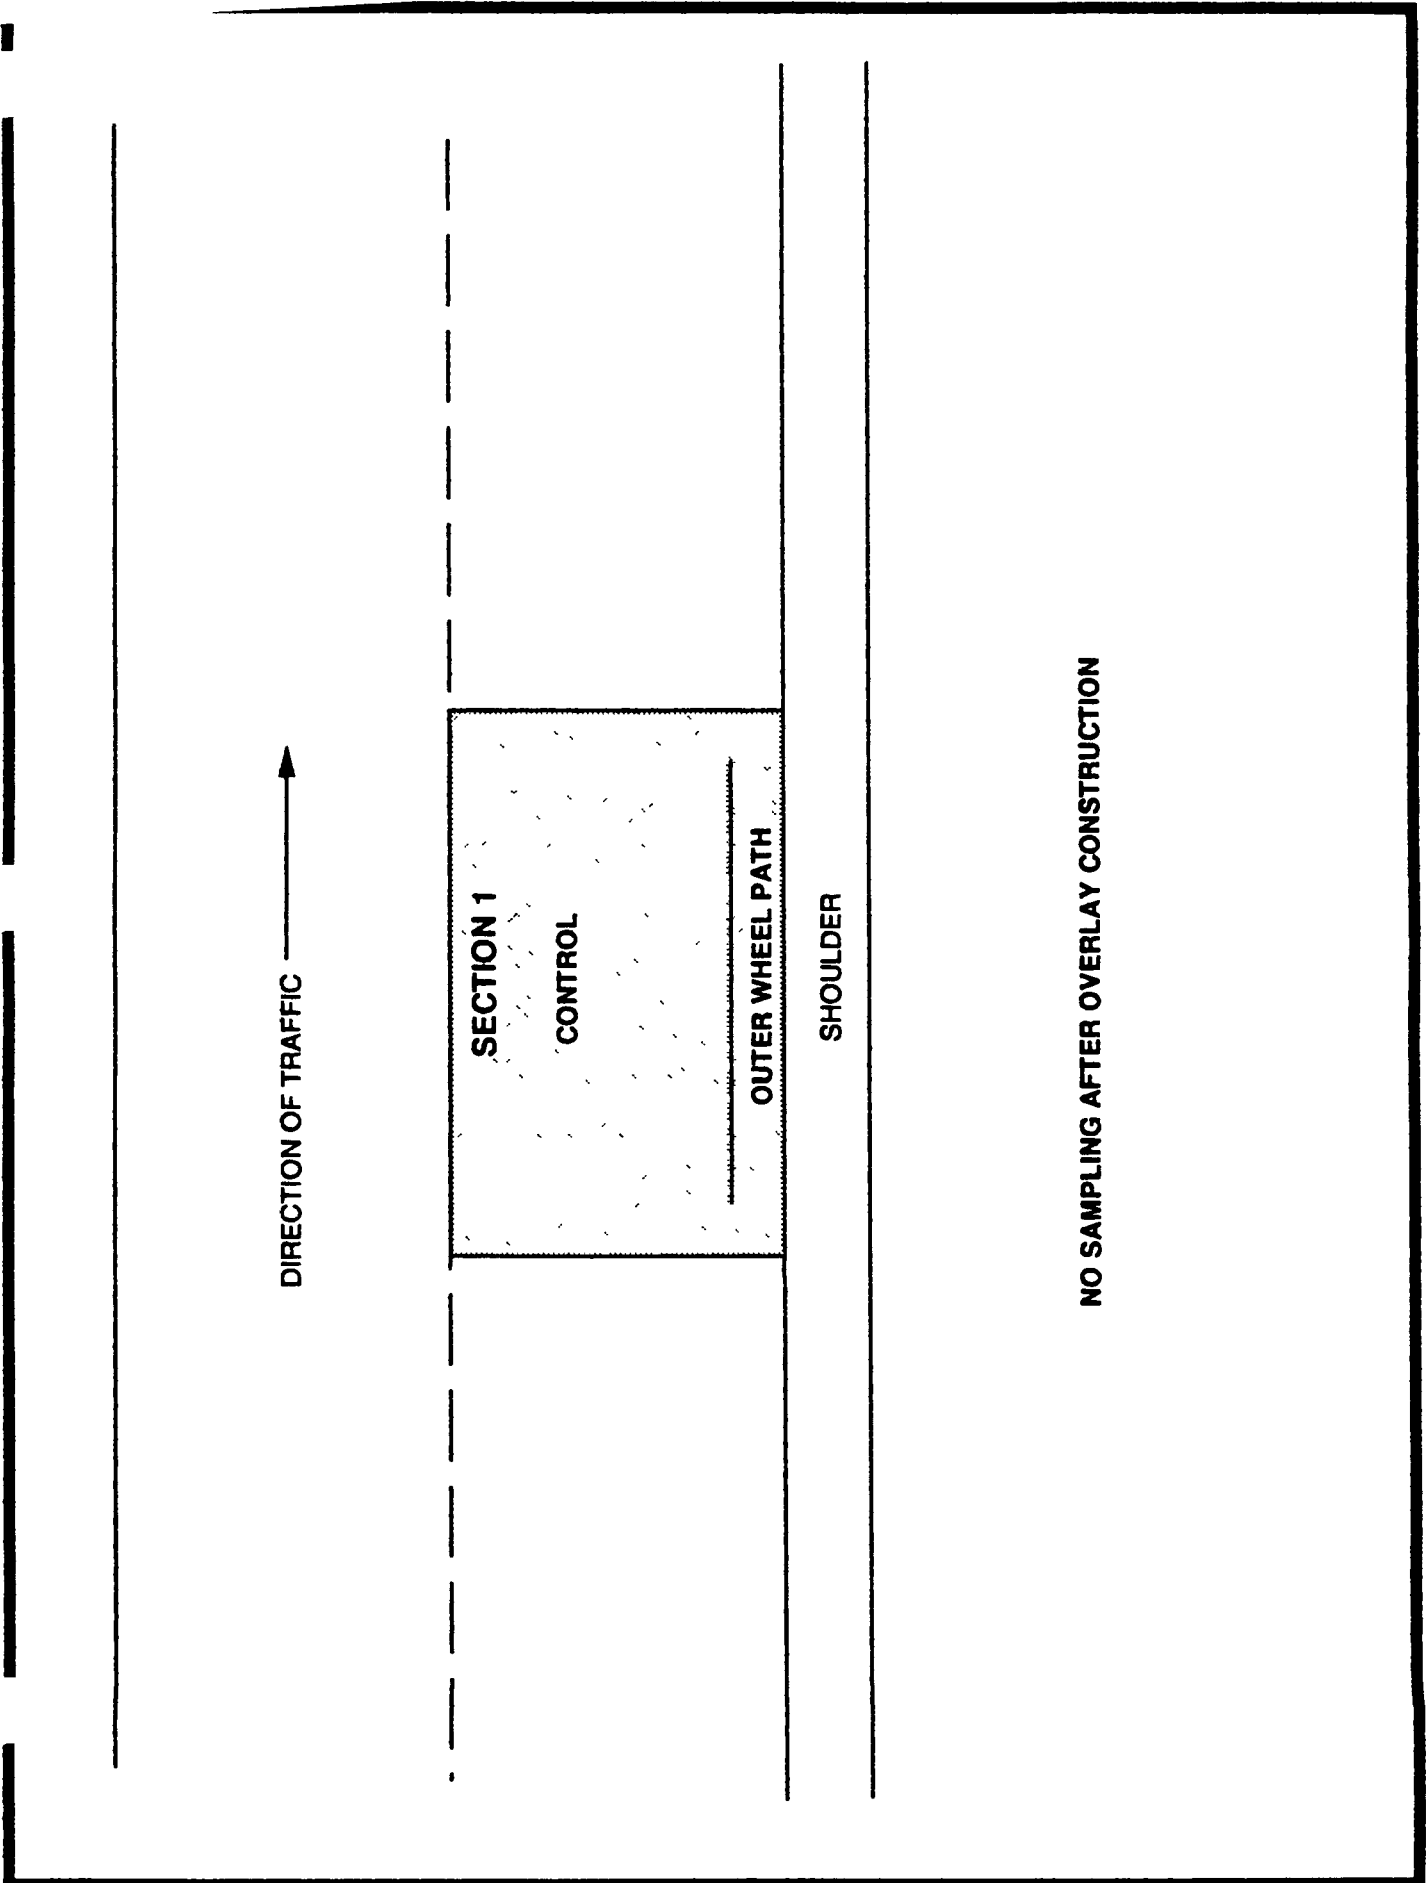 DIRECTION OF TRAFFIC
SECTION 1
CONTROL
OUTER WHEEL PATH
SHOULDER
NO SAMPLING AFTER OVERLAY CONSTRUCTION